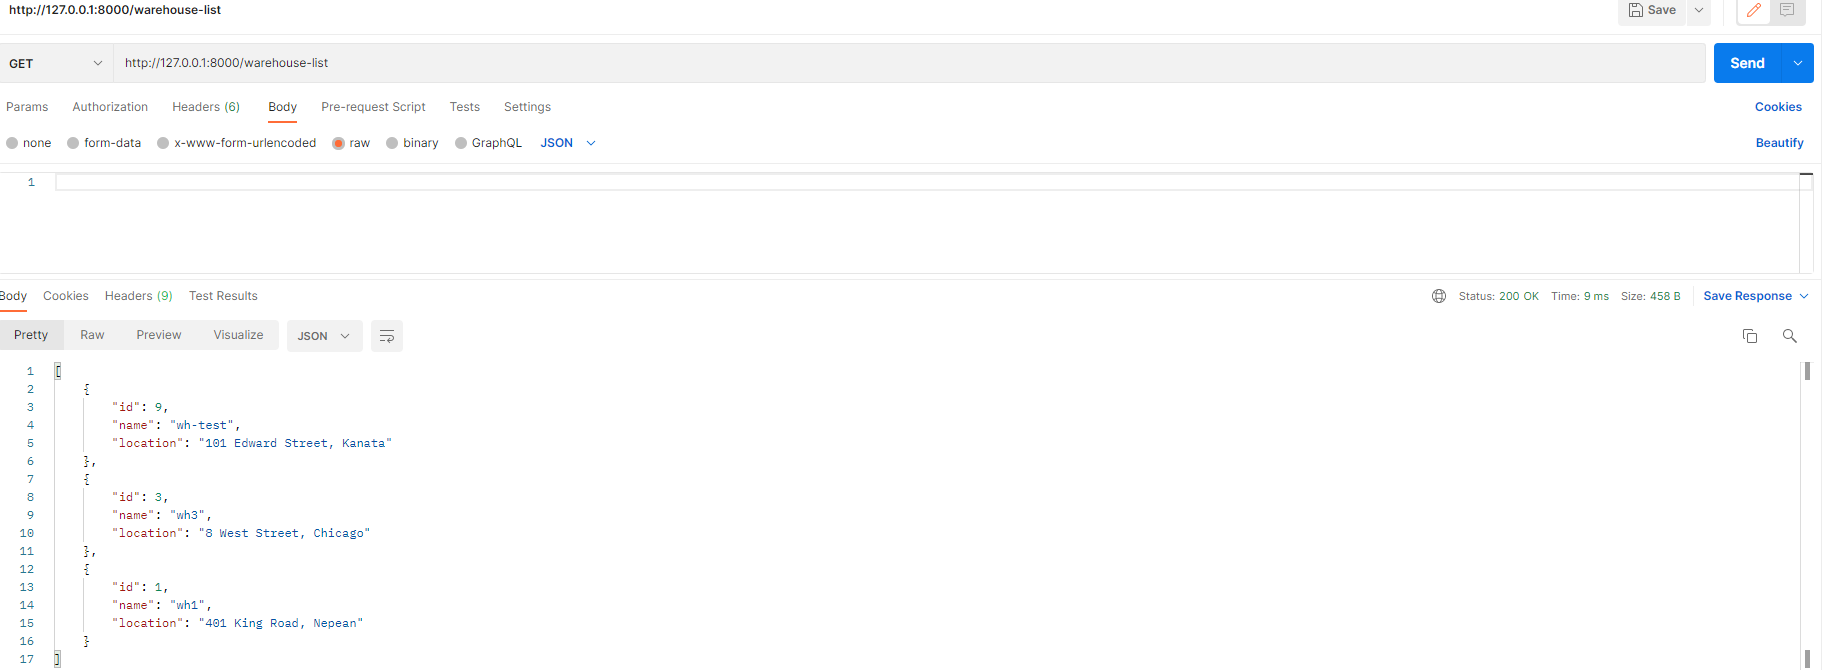 http://127.0.0.1:8000/warehouse-list Save
GET http://127.0.0.1:8000/warehouse-list Send
Params Authorization Headers (6) Body Pre-request Script Tests Settings Cookies
none form-data x-www-form-urlencoded raw binary GraphQL JSON Beautify
1
Body Cookies Headers (9) Test Results Status: 200 OK Time: 9 ms Size: 458 B Save Response
Pretty Raw Preview Visualize JSON
1 [
2 {
3 "id": 9,
4 "name": "wh-test",
5 "location": "101 Edward Street, Kanata"
6 },
7 {
8 "id": 3,
9 "name": "wh3",
10 "location": "8 West Street, Chicago"
11 },
12 {
13 "id": 1,
14 "name": "wh1",
15 "location": "401 King Road, Nepean"
16 }
17 ]